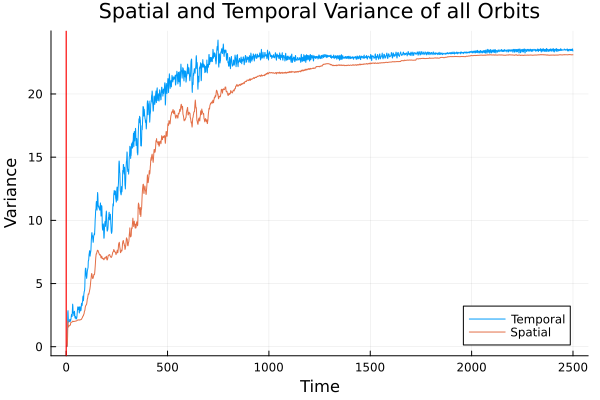 Spatial and Temporal Variance of all Orbits
Variance
20
15
10
5
0
Temporal
Spatial
0
500
1000
1500
2000
2500
Time